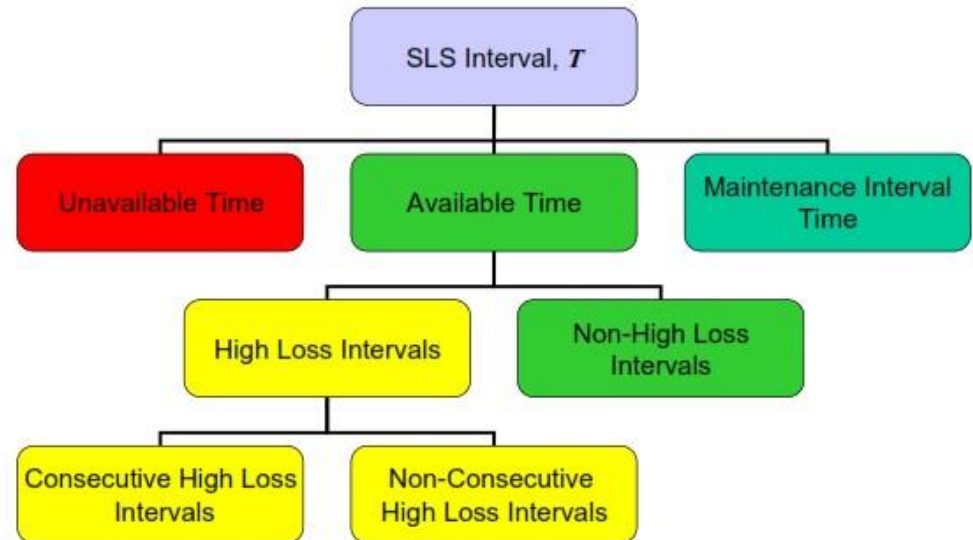 SLS Interval, T
Unavailable Time
Available Time
Maintenance Interval
Time
High Loss Intervals
Non-High Loss
Intervals
Consecutive High Loss
Intervals
Non-Consecutive
High Loss Intervals